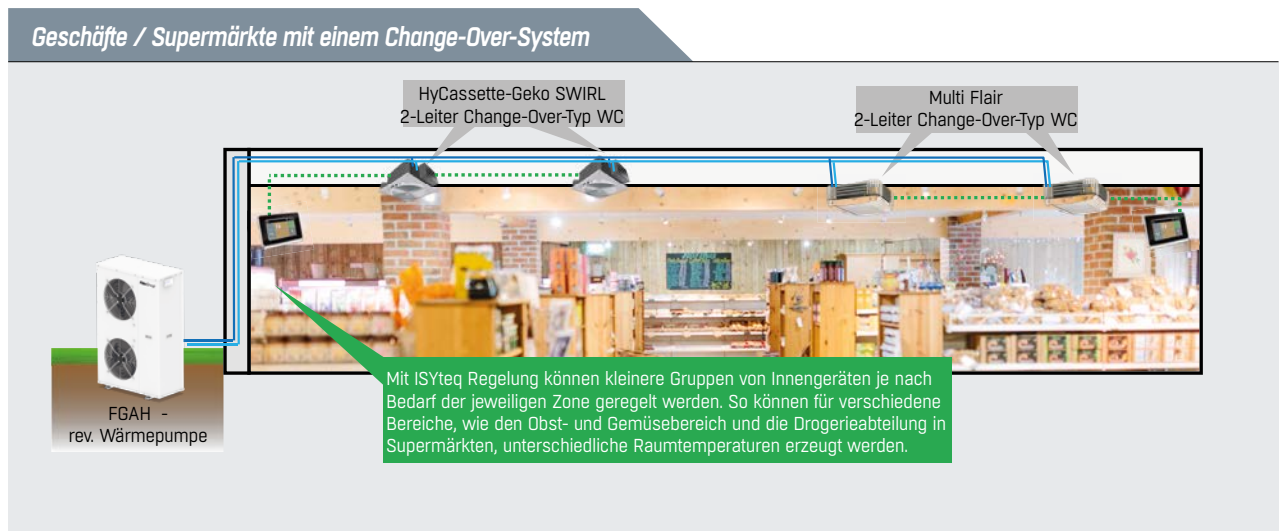 Geschäfte / Supermärkte mit einem Change-Over-System
HyCassette-Geko SWIRL
2-Leiter Change-Over-Typ WC
Multi Flair
2-Leiter Change-Over-Typ WC
FGAH -
rev. Wärmepumpe
Mit ISYteq Regelung können kleinere Gruppen von Innengeräten je nach
Bedarf der jeweiligen Zone geregelt werden. So können für verschiedene
Bereiche, wie den Obst- und Gemüsebereich und die Drogerieabteilung in
Supermärkten, unterschiedliche Raumtemperaturen erzeugt werden.